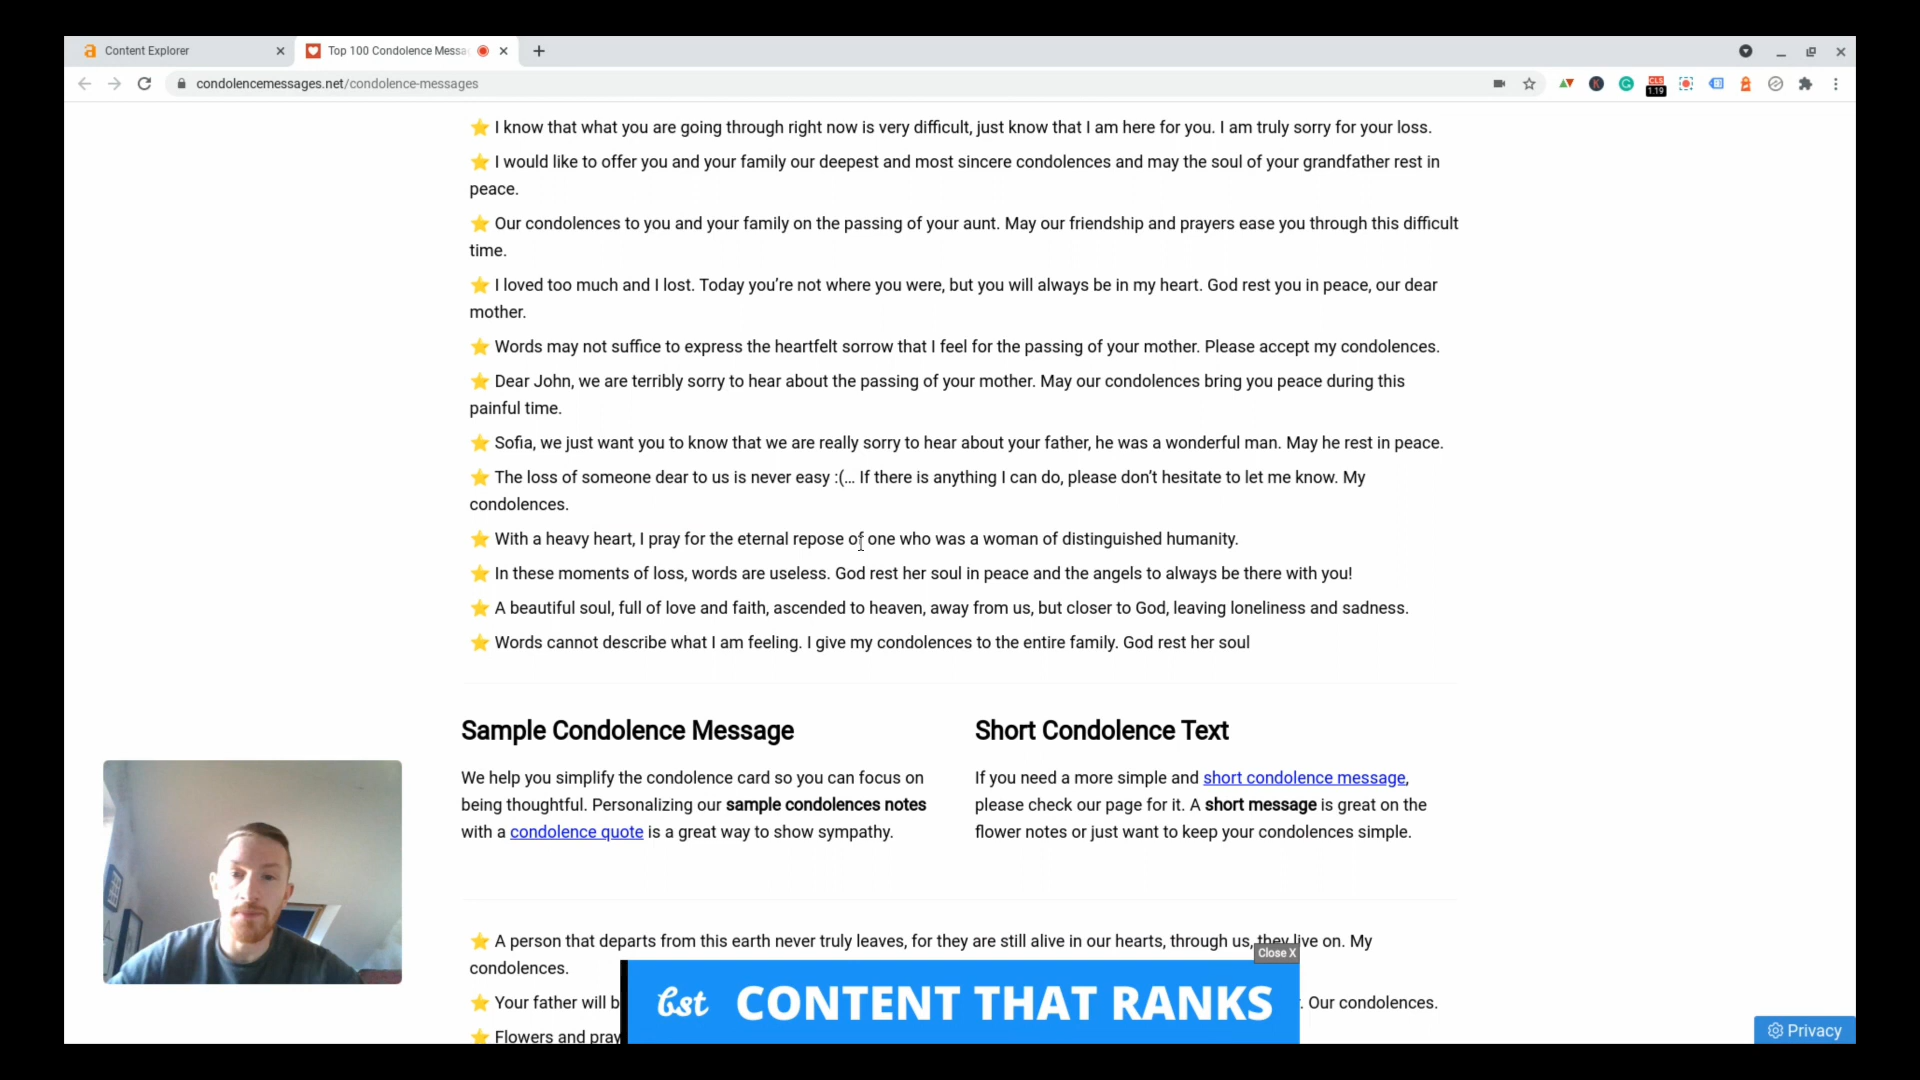 Content Explorer
Top 100 Condolence Messa
condolencemessages.net/condolence-messages
CLS
1.19
I know that what you are going through right now is very difficult, just know that I am here for you. I am truly sorry for your loss.
I would like to offer you and your family our deepest and most sincere condolences and may the soul of your grandfather rest in
peace.
Our condolences to you and your family on the passing of your aunt. May our friendship and prayers ease you through this difficult
time.
I loved too much and I lost. Today you’re not where you were, but you will always be in my heart. God rest you in peace, our dear
mother.
Words may not suffice to express the heartfelt sorrow that I feel for the passing of your mother. Please accept my condolences.
Dear John, we are terribly sorry to hear about the passing of your mother. May our condolences bring you peace during this
painful time.
Sofia, we just want you to know that we are really sorry to hear about your father, he was a wonderful man. May he rest in peace.
The loss of someone dear to us is never easy :(… If there is anything I can do, please don’t hesitate to let me know. My
condolences.
With a heavy heart, I pray for the eternal repose of one who was a woman of distinguished humanity.
In these moments of loss, words are useless. God rest her soul in peace and the angels to always be there with you!
A beautiful soul, full of love and faith, ascended to heaven, away from us, but closer to God, leaving loneliness and sadness.
Words cannot describe what I am feeling. I give my condolences to the entire family. God rest her soul
Sample Condolence Message
We help you simplify the condolence card so you can focus on
being thoughtful. Personalizing our sample condolences notes
with a condolence quote is a great way to show sympathy.
Short Condolence Text
If you need a more simple and short condolence message,
please check our page for it. A short message is great on the
flower notes or just want to keep your condolences simple.
A person that departs from this earth never truly leaves, for they are still alive in our hearts, through us, they live on. My
condolences.
Close X
Your father will b
. Our condolences.
Flowers and pray
bst CONTENT THAT RANKS
Privacy